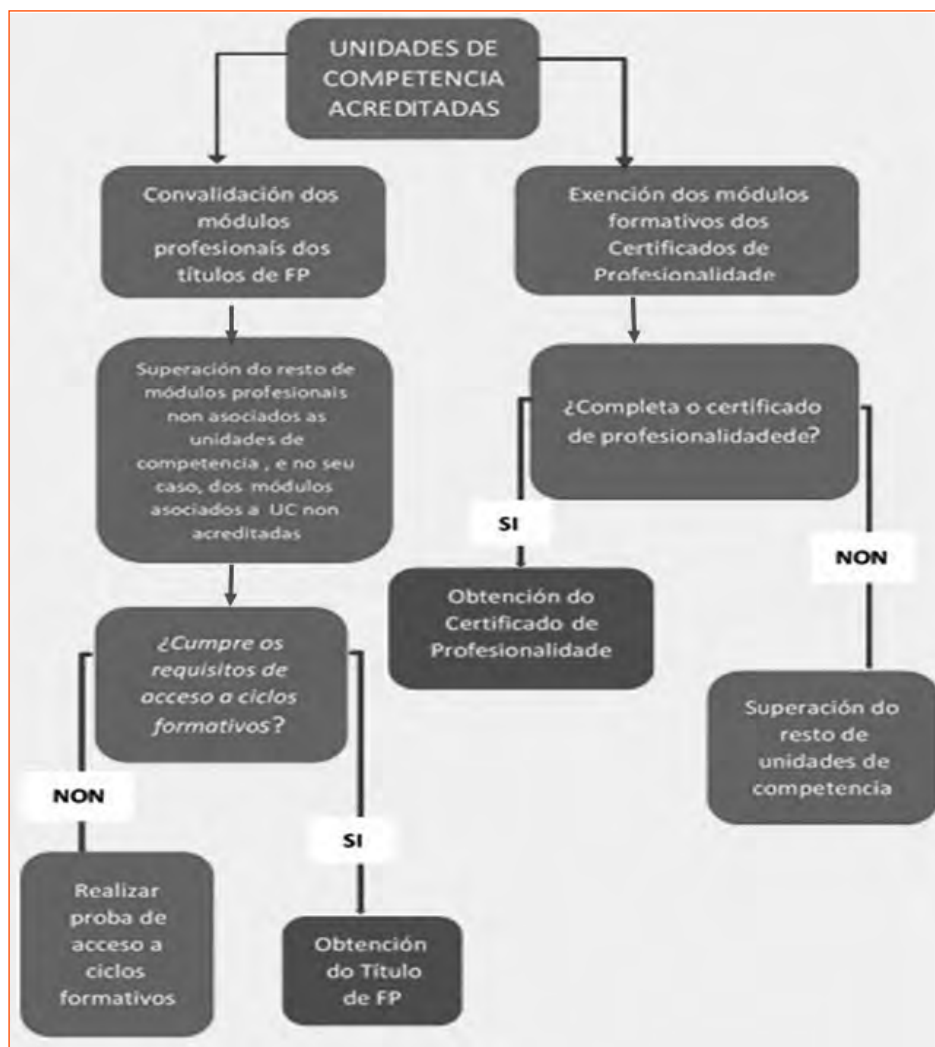 UNIDADES DE
COMPETENCIA
ACREDITADAS
Convalidación dos
módulos
profesionais dos
títulos de FP
Exención dos módulos
formativos dos
Certificados de
Profesionalidade
Superación do resto de
módulos profesionais
non asociados as
unidades de
competencia , e no seu
caso, dos módulos
asociados a UC non
acreditadas
¿Completa o certificado
de profesionalidadede?
SI
NON
Obtención do
Certificado de
Profesionalidade
¿Cumpre os
requisitos de
acceso a ciclos
formativos?
Superación do
resto de
unidades de
competencia
NON
SI
Realizar
proba de
acceso a
ciclos
formativos
Obtención
do Título
de FP